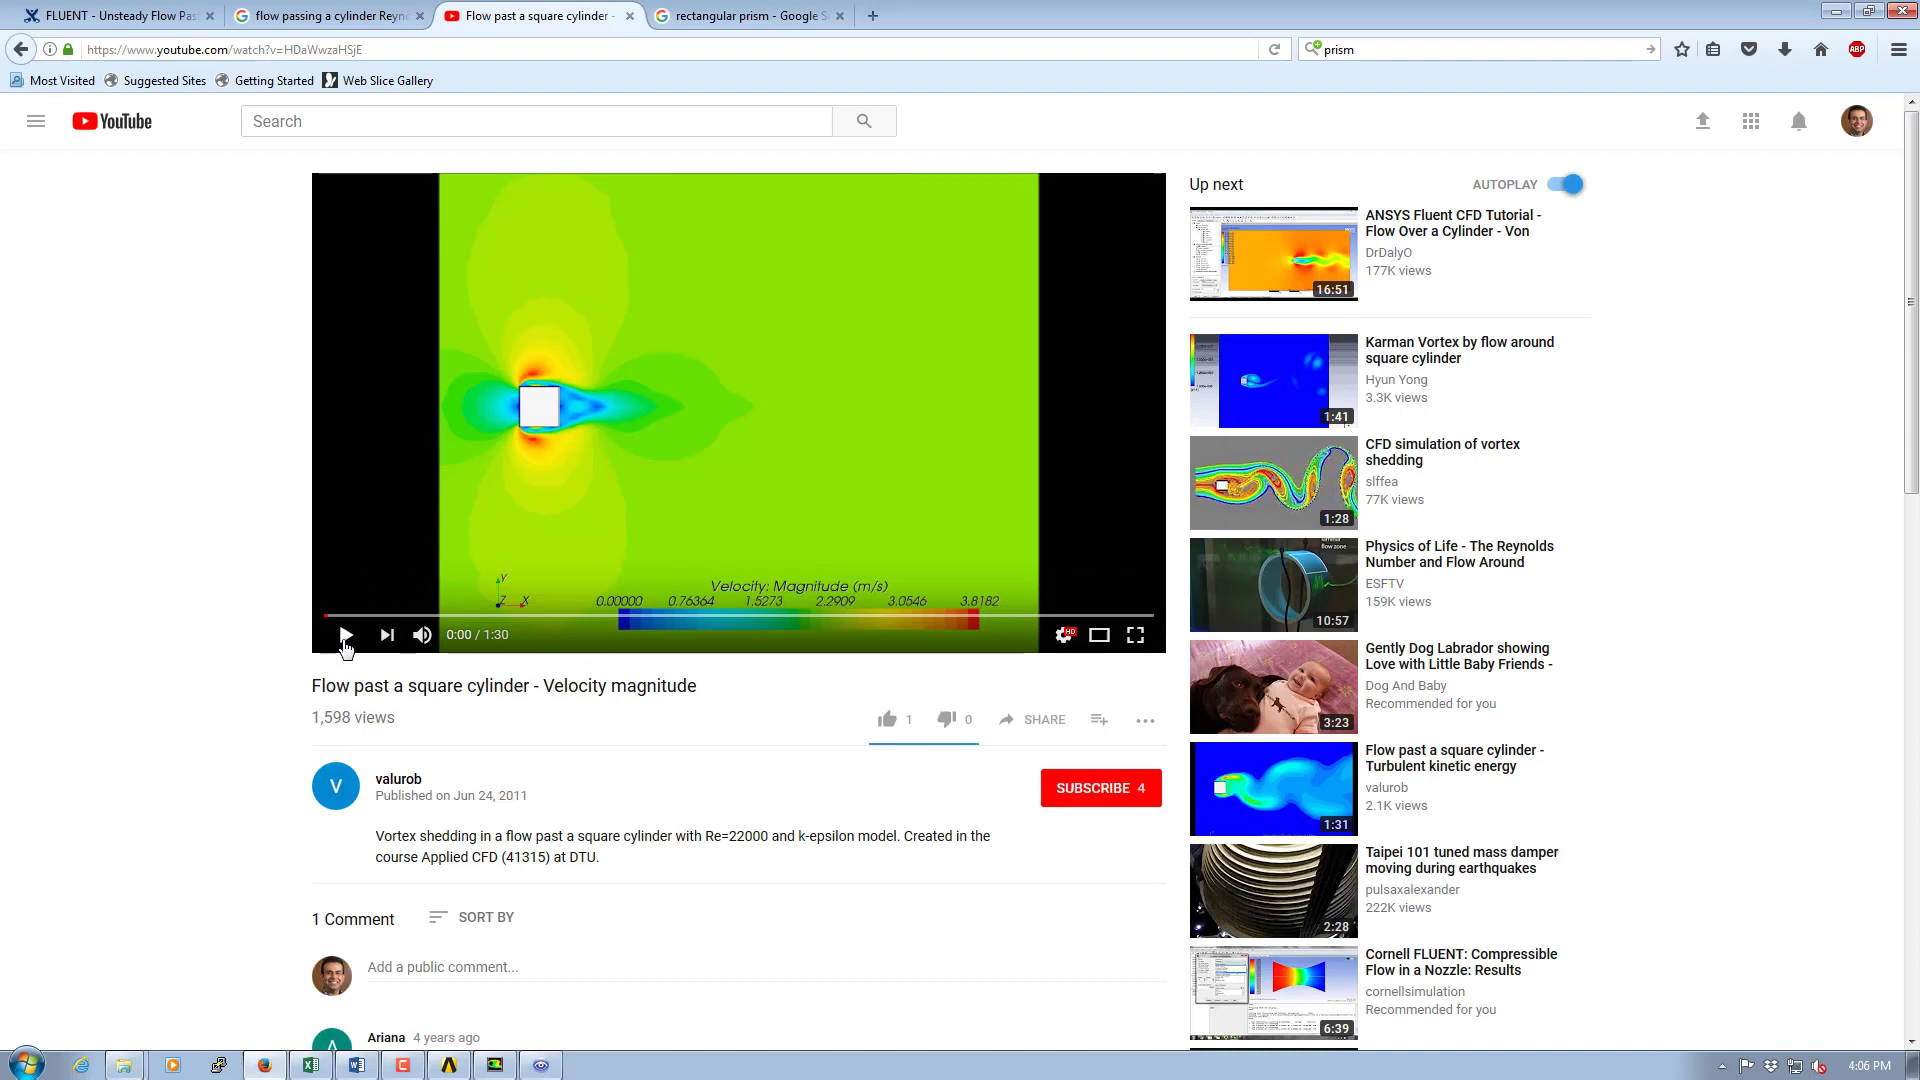 FLUENT - Unsteady Flow Pas
flow passing a cylinder Reyn
Flow past a square cylinder -
rectangular prism - Google S
https://www.youtube.com/watch?v=HDaWwzaHSjE
prism
ABP
Most Visited
Suggested Sites
Getting Started
Web Slice Gallery
YouTube
Search
Velocity: Magnitude (m/s)
0.00000 0.76364 1.5273 2.2909 3.0546 3.8182
Y
Z X
0:00 / 1:30
HD
Flow past a square cylinder - Velocity magnitude
1,598 views
1
0
SHARE
V
valurob
Published on Jun 24, 2011
SUBSCRIBE 4
Vortex shedding in a flow past a square cylinder with Re=22000 and k-epsilon model. Created in the
course Applied CFD (41315) at DTU.
1 Comment
SORT BY
Add a public comment...
A
Ariana 4 years ago
Up next
AUTOPLAY
16:51
ANSYS Fluent CFD Tutorial -
Flow Over a Cylinder - Von
DrDalyO
177K views
1:41
Karman Vortex by flow around
square cylinder
Hyun Yong
3.3K views
1:28
CFD simulation of vortex
shedding
slffea
77K views
laminar
flow zone
10:57
Physics of Life - The Reynolds
Number and Flow Around
ESFTV
159K views
3:23
Gently Dog Labrador showing
Love with Little Baby Friends -
Dog And Baby
Recommended for you
1:31
Flow past a square cylinder -
Turbulent kinetic energy
valurob
2.1K views
2:28
Taipei 101 tuned mass damper
moving during earthquakes
pulsaxalexander
222K views
6:39
Cornell FLUENT: Compressible
Flow in a Nozzle: Results
cornellsimulation
Recommended for you
4:06 PM